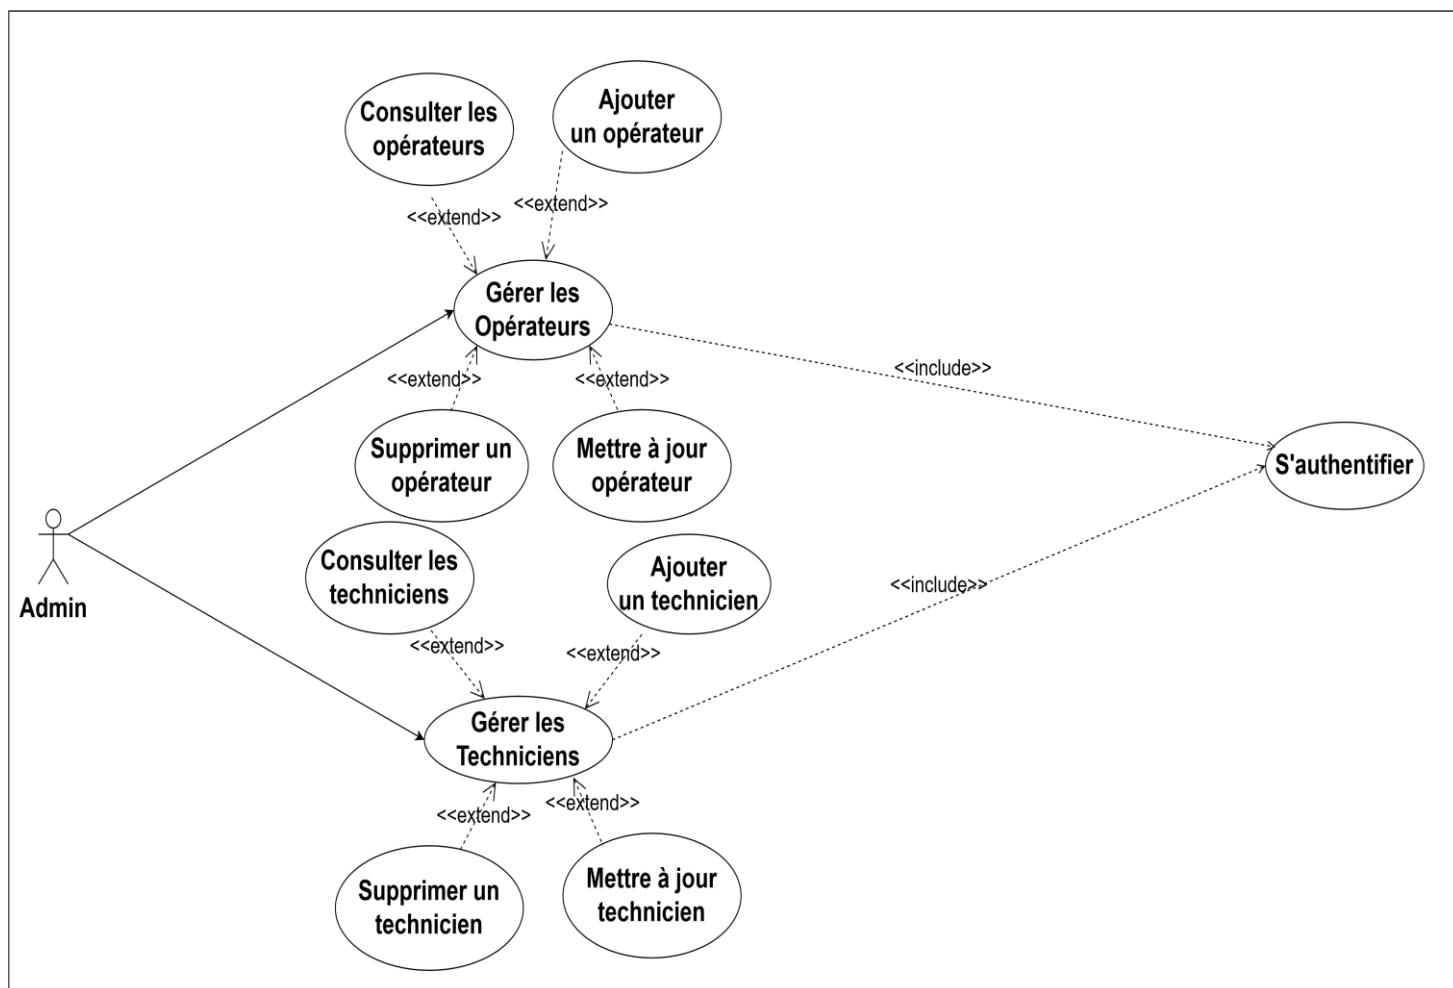 Consulter les
opérateurs
Ajouter
un opérateur
<<extend>>
<<extend>>
Gérer les
Opérateurs
<<extend>>
<<extend>>
<<include>>
Supprimer un
opérateur
Mettre à jour
opérateur
S'authentifier
Admin
Consulter les
techniciens
Ajouter
un technicien
<<include>>
<<extend>>
<<extend>>
Gérer les
Techniciens
<<extend>>
<<extend>>
Supprimer un
technicien
Mettre à jour
technicien